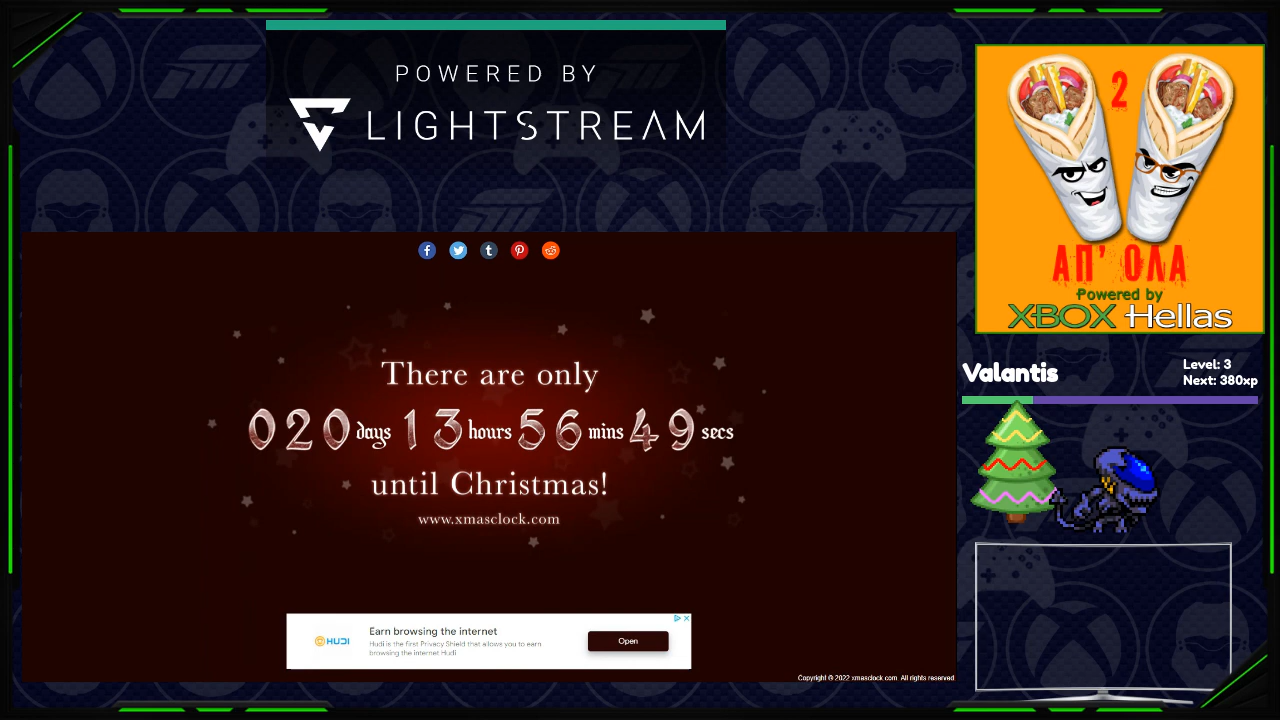 POWERED BY
LIGHTSTREAM
2
ΑΠ' ΟΛΑ
Powered by
XBOX Hellas
There are only
020 days 13 hours 56 mins 49 secs
until Christmas!
www.xmasclock.com
Valantis
Level: 3
Next: 380xp
HUDI
Earn browsing the internet
Hudi is the first Privacy Shield that allows you to earn
browsing the internet Hudi
Open
Copyright © 2022 xmasclock.com All rights reserved